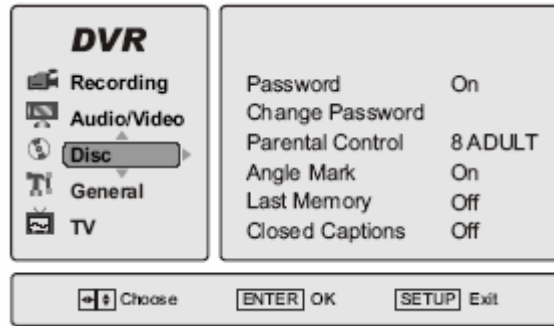 DVR
Recording
Audio/Video
Disc
General
TV
Password On
Change Password
Parental Control 8 ADULT
Angle Mark On
Last Memory Off
Closed Captions Off
Choose ENTER OK SETUP Exit